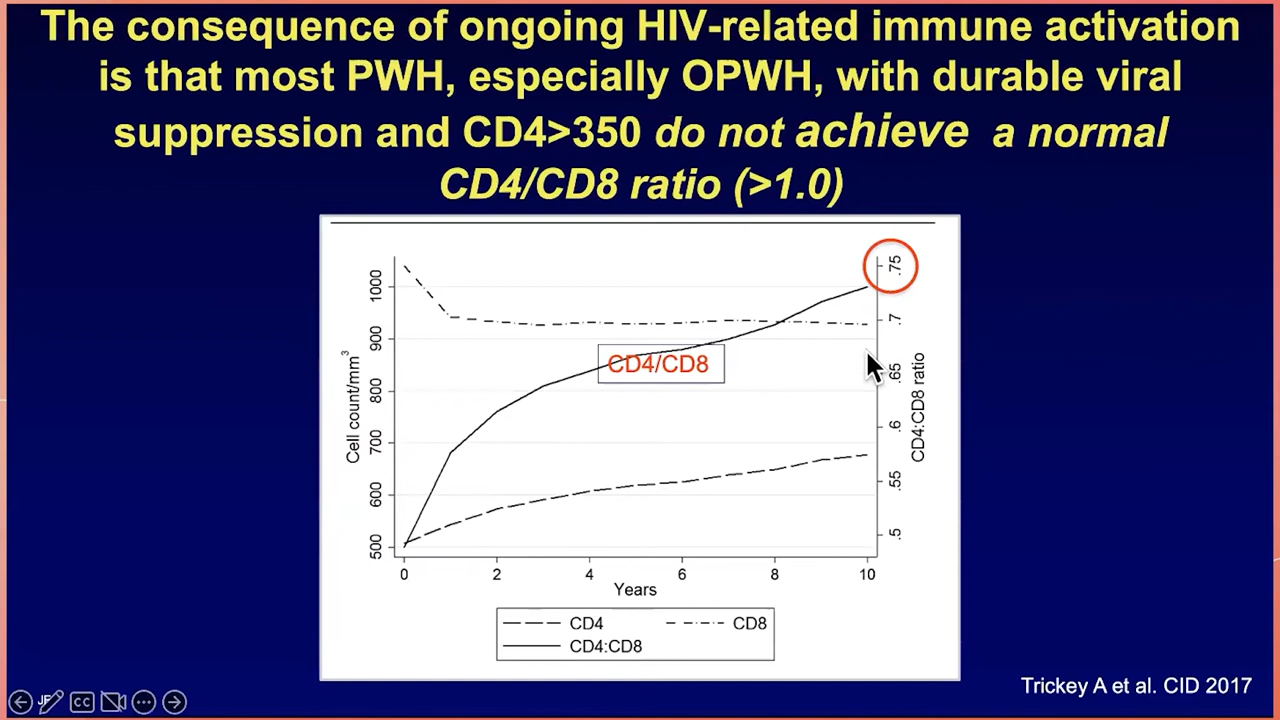 The consequence of ongoing HIV-related immune activation
is that most PWH, especially OPWH, with durable viral
suppression and CD4>350 do not achieve a normal
CD4/CD8 ratio (>1.0)
1000
900
800
700
600
500
Cell count/mm³
CD4/CD8
.75
.7
.65
.6
.55
.5
CD4:CD8 ratio
0 2 4 6 8 10
Years
CD4 CD8
CD4:CD8
Trickey A et al. CID 2017
JF
CC